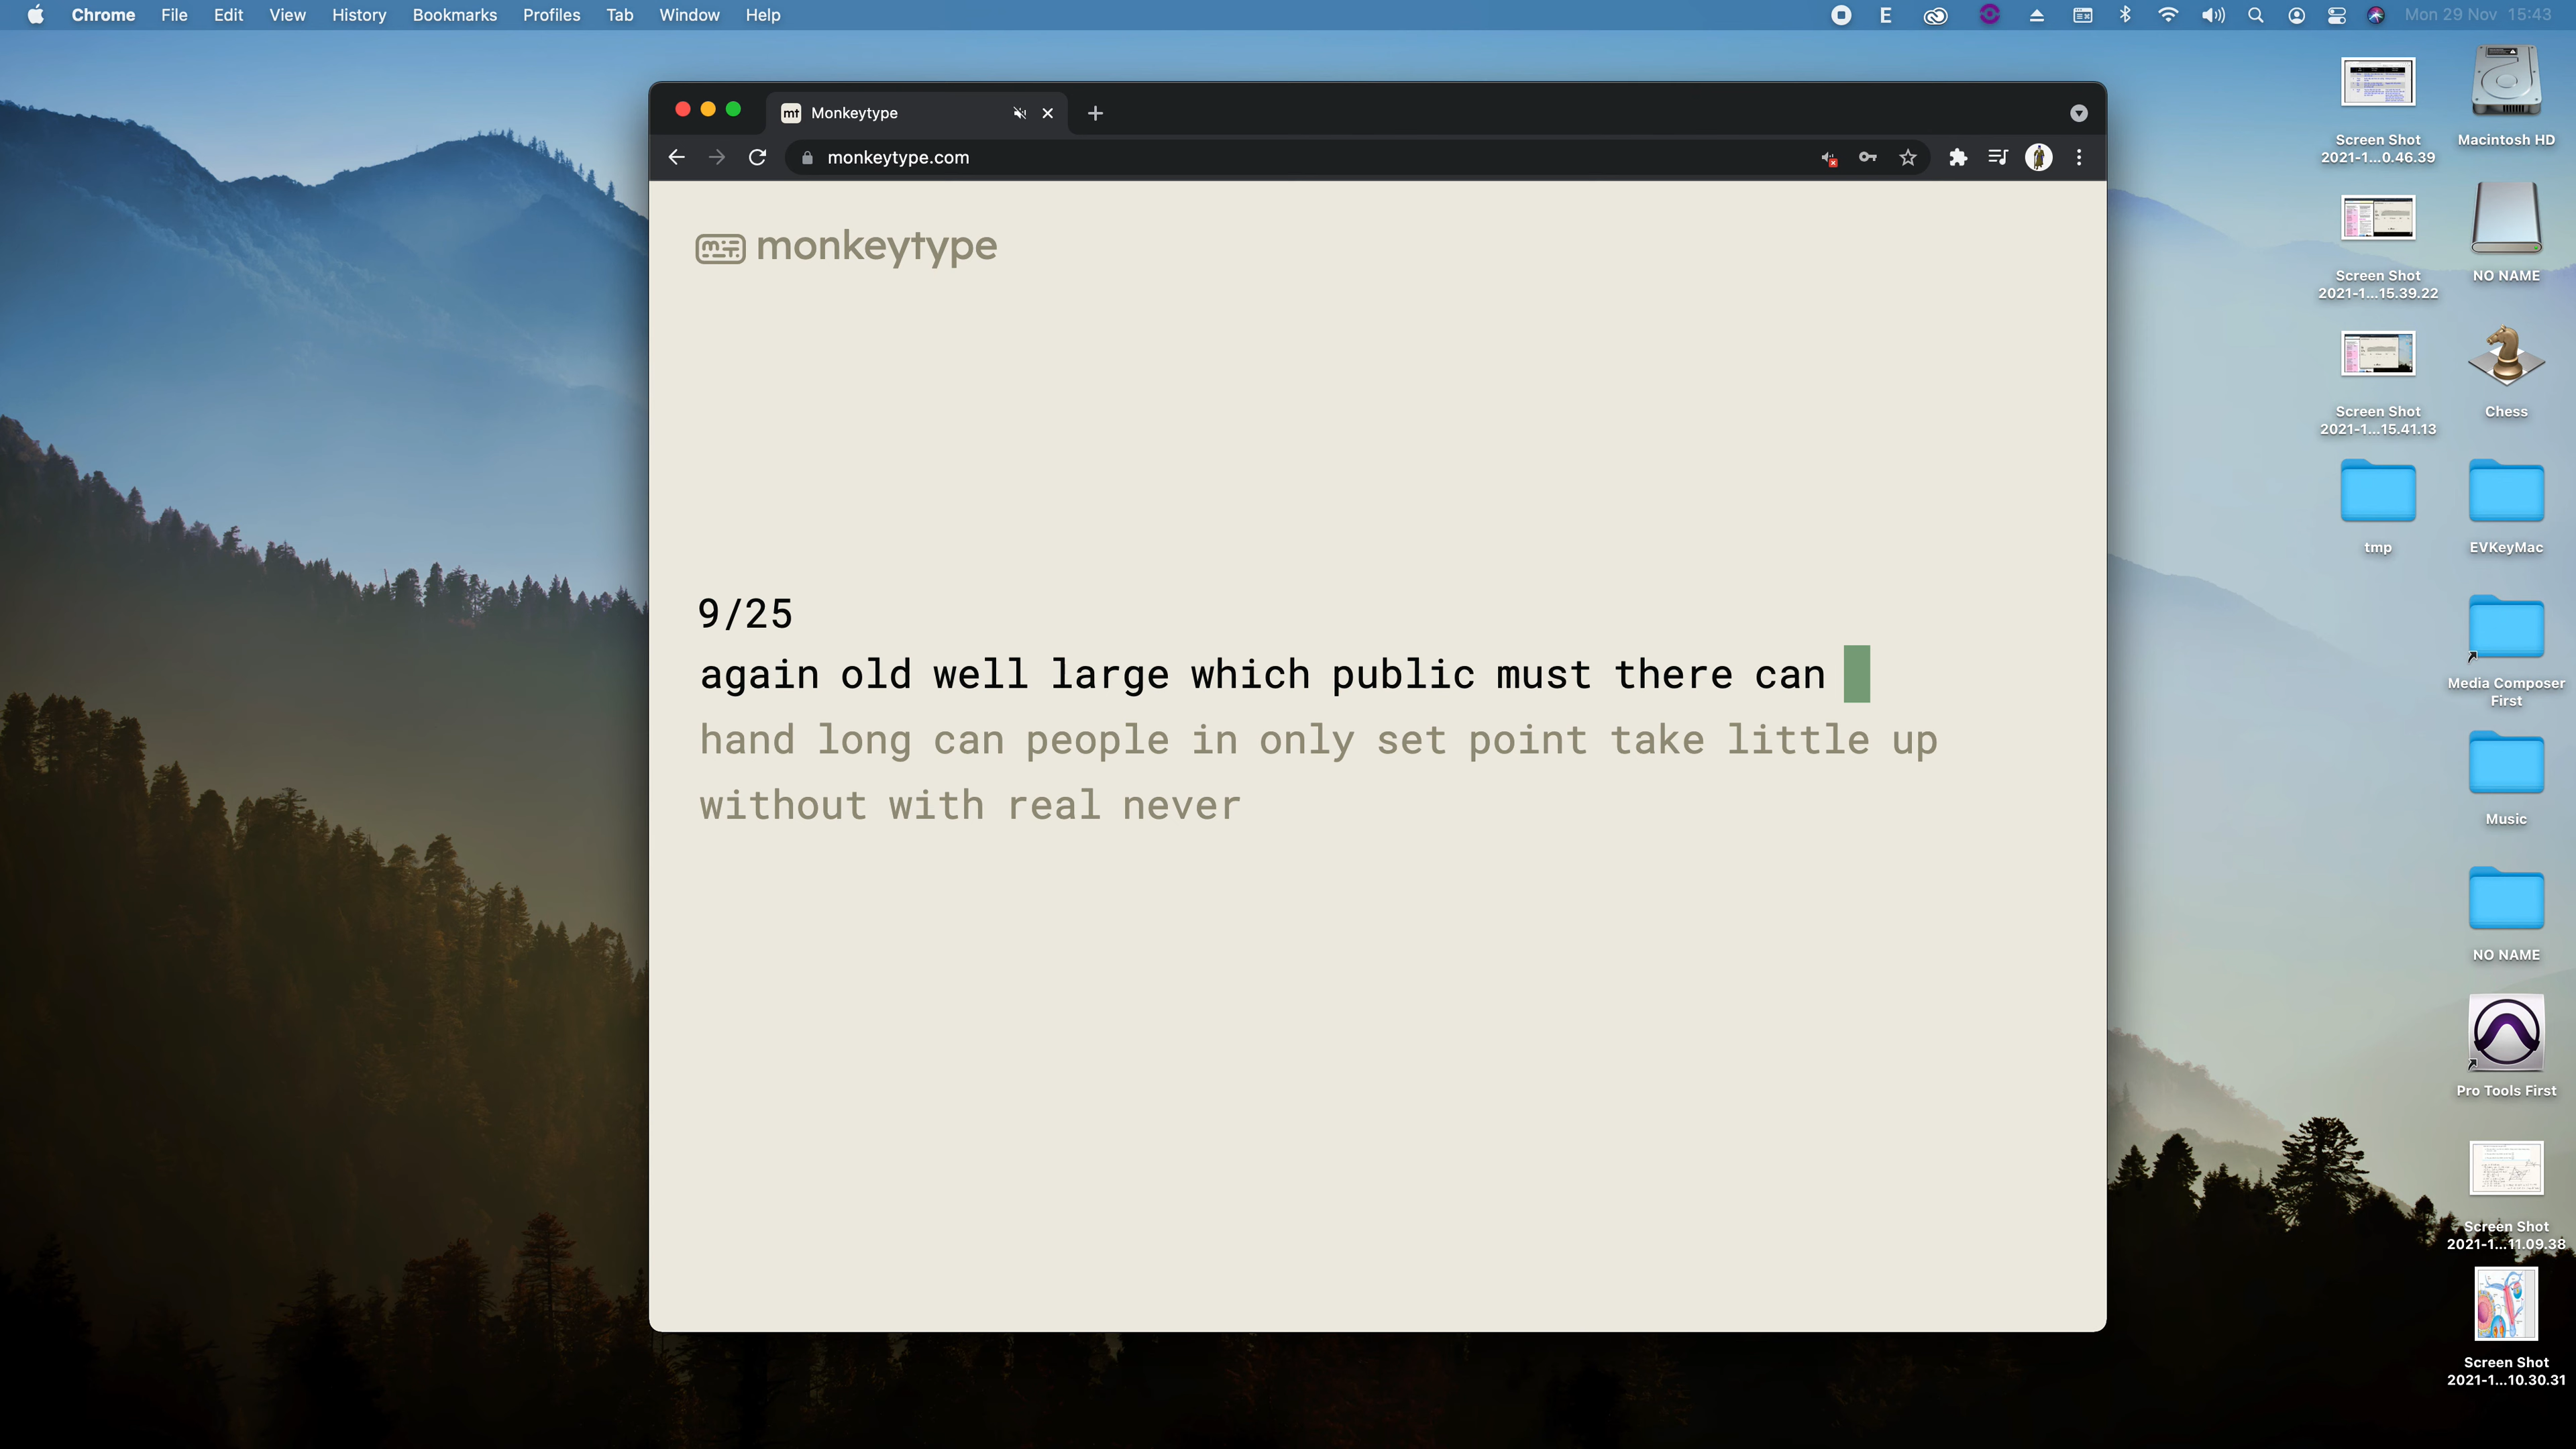 Chrome File Edit View History Bookmarks Profiles Tab Window Help
E
Mon 29 Nov 15:43
mt Monkeytype
monkeytype.com
monkeytype
9/25
again old well large which public must there can
hand long can people in only set point take little up
without with real never
Screen Shot
2021-1...0.46.39
Macintosh HD
Screen Shot
2021-1...15.39.22
NO NAME
Screen Shot
2021-1...15.41.13
Chess
tmp
EVKeyMac
Media Composer
First
Music
NO NAME
Pro Tools First
Screen Shot
2021-1...11.09.38
Screen Shot
2021-1...10.30.31